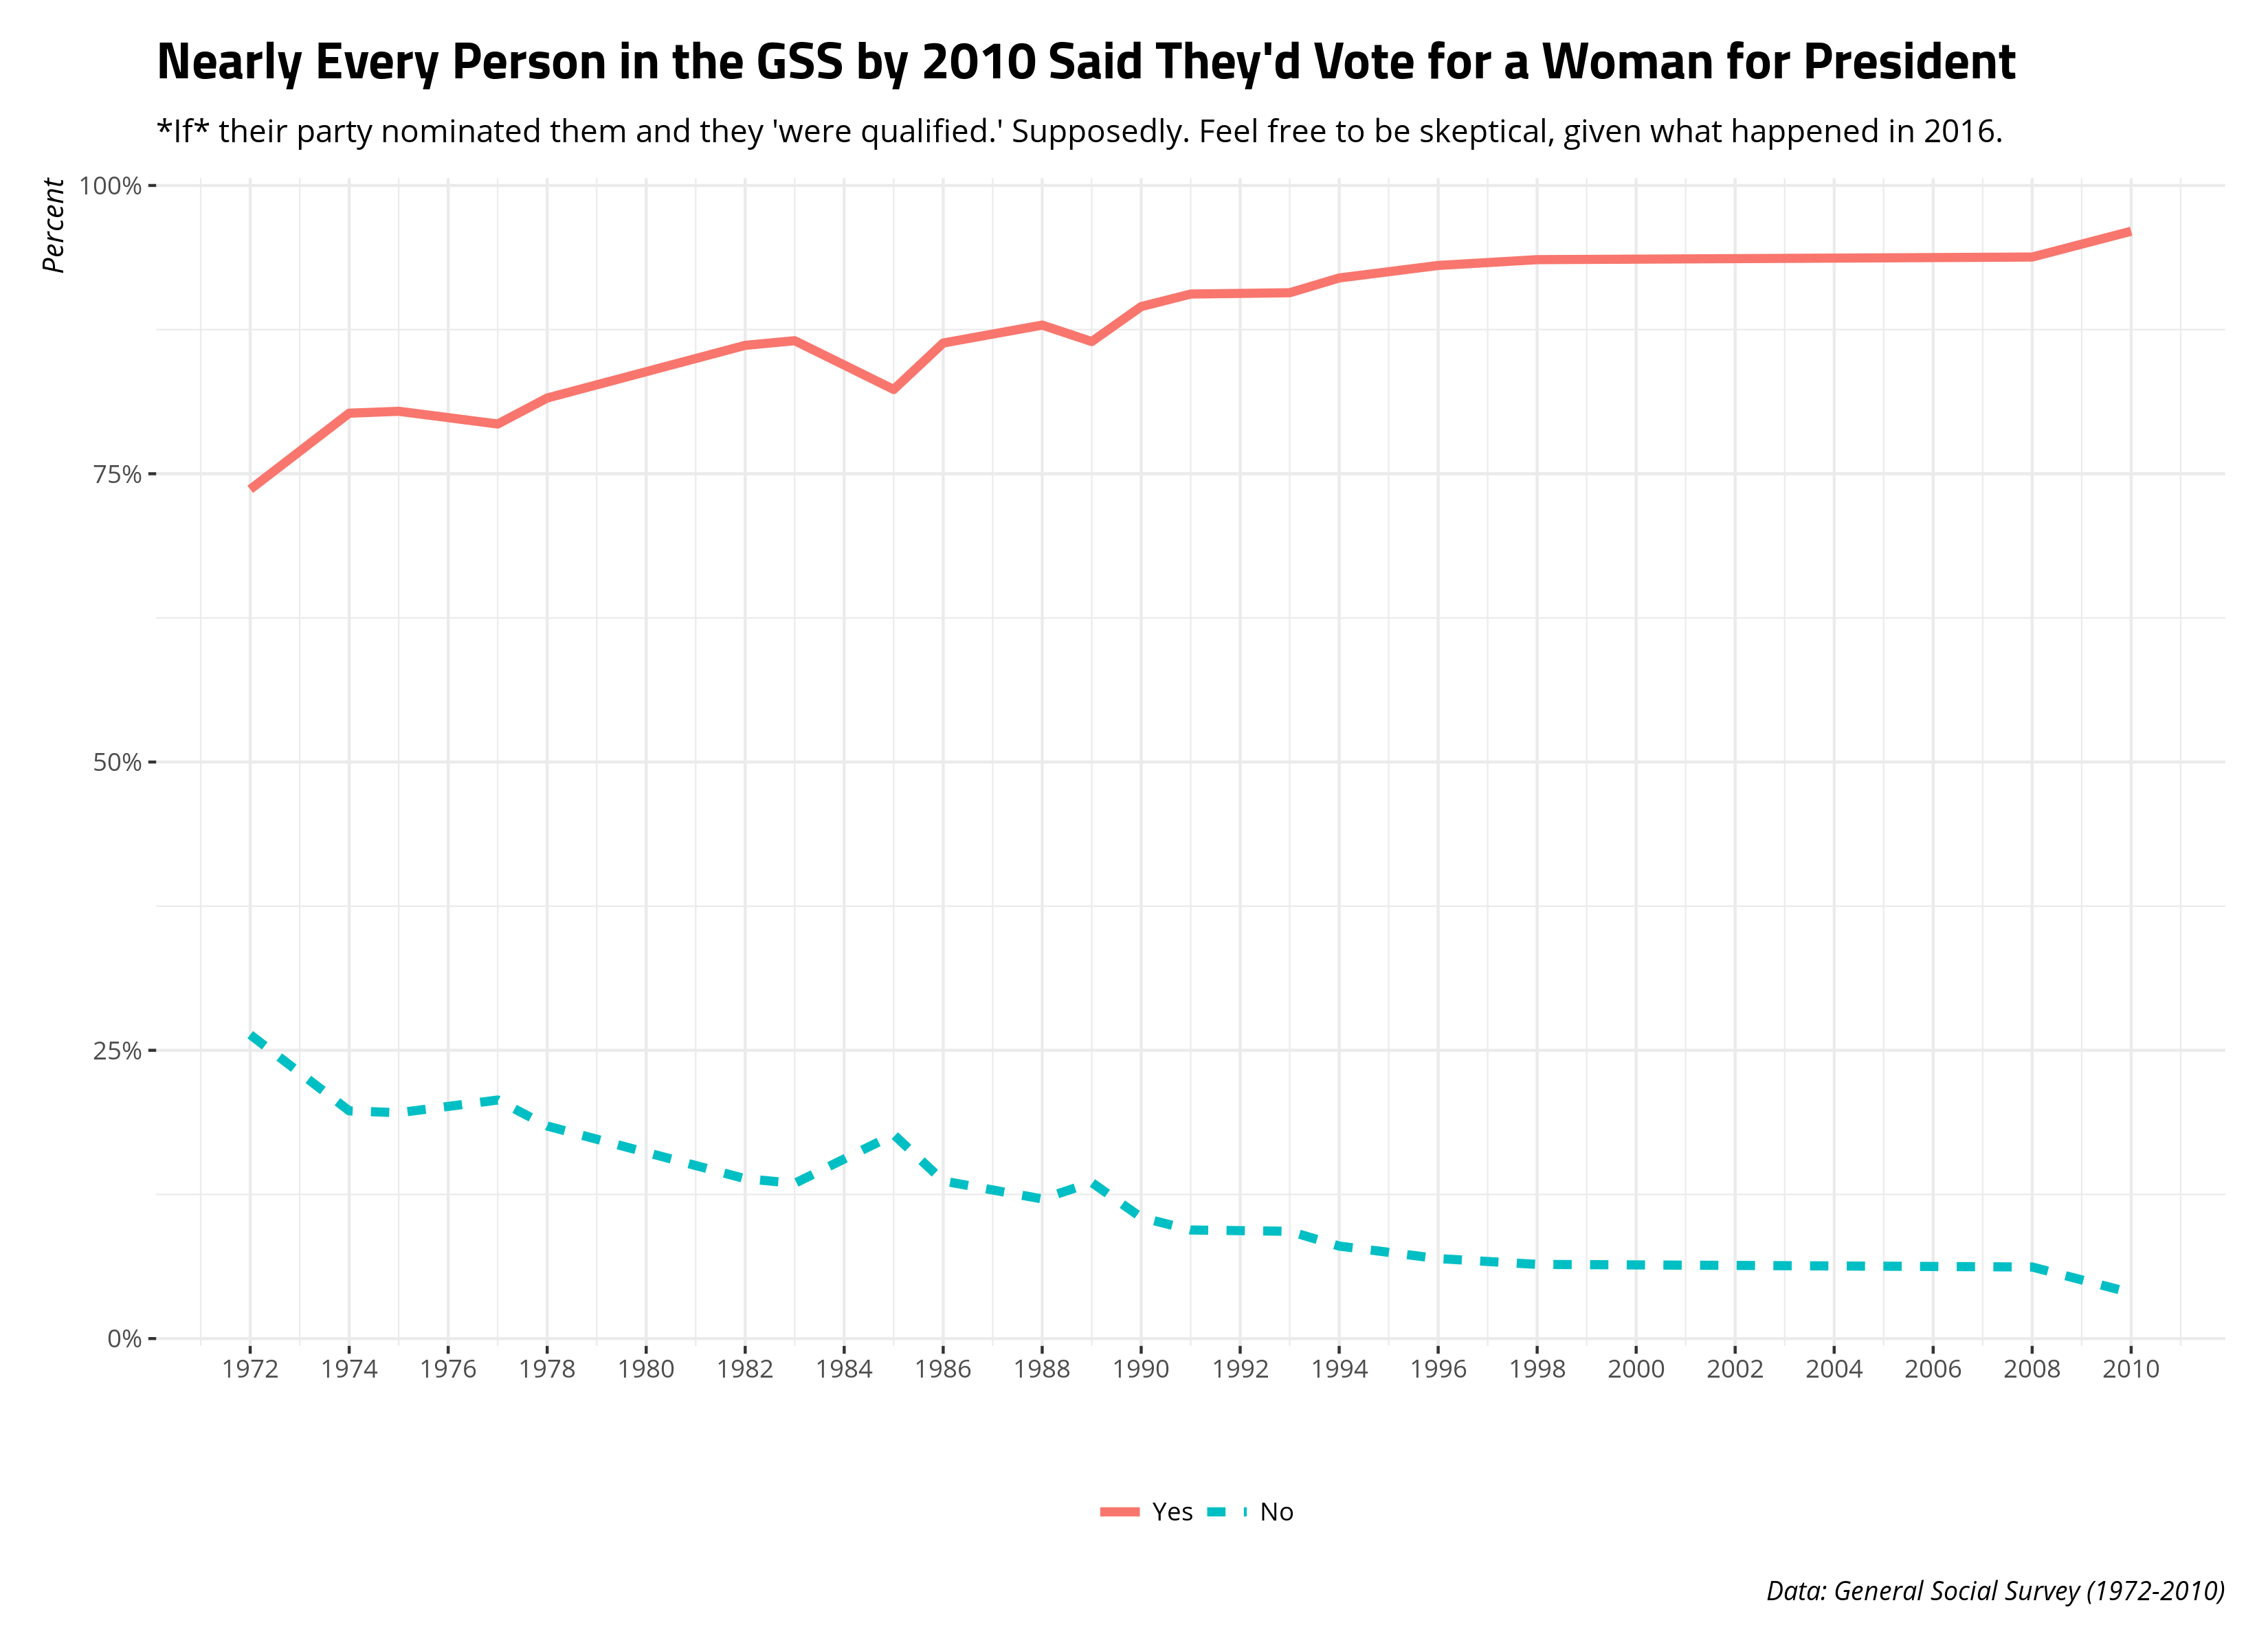 Nearly Every Person in the GSS by 2010 Said They'd Vote for a Woman for President
*If* their party nominated them and they 'were qualified.' Supposedly. Feel free to be skeptical, given what happened in 2016.
Percent
100%
75%
50%
25%
0%
1972 1974 1976 1978 1980 1982 1984 1986 1988 1990 1992 1994 1996 1998 2000 2002 2004 2006 2008 2010
Yes No
Data: General Social Survey (1972-2010)